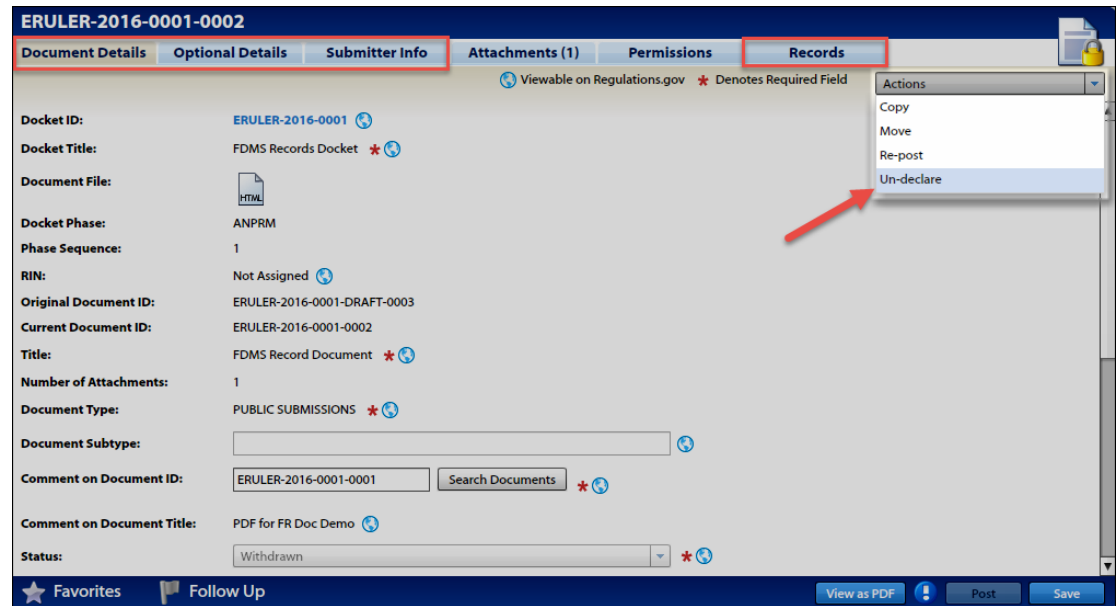 ERULER-2016-0001-0002
Document Details Optional Details Submitter Info Attachments (1) Permissions Records
Viewable on Regulations.gov * Denotes Required Field
Actions
Copy
Move
Re-post
Un-declare
Docket ID: ERULER-2016-0001
Docket Title: FDMS Records Docket *
Document File: HTML
Docket Phase: ANPRM
Phase Sequence: 1
RIN: Not Assigned
Original Document ID: ERULER-2016-0001-DRAFT-0003
Current Document ID: ERULER-2016-0001-0002
Title: FDMS Record Document *
Number of Attachments: 1
Document Type: PUBLIC SUBMISSIONS *
Document Subtype:
Comment on Document ID: ERULER-2016-0001-0001 Search Documents *
Comment on Document Title: PDF for FR Doc Demo
Status: Withdrawn *
Favorites Follow Up View as PDF ! Post Save